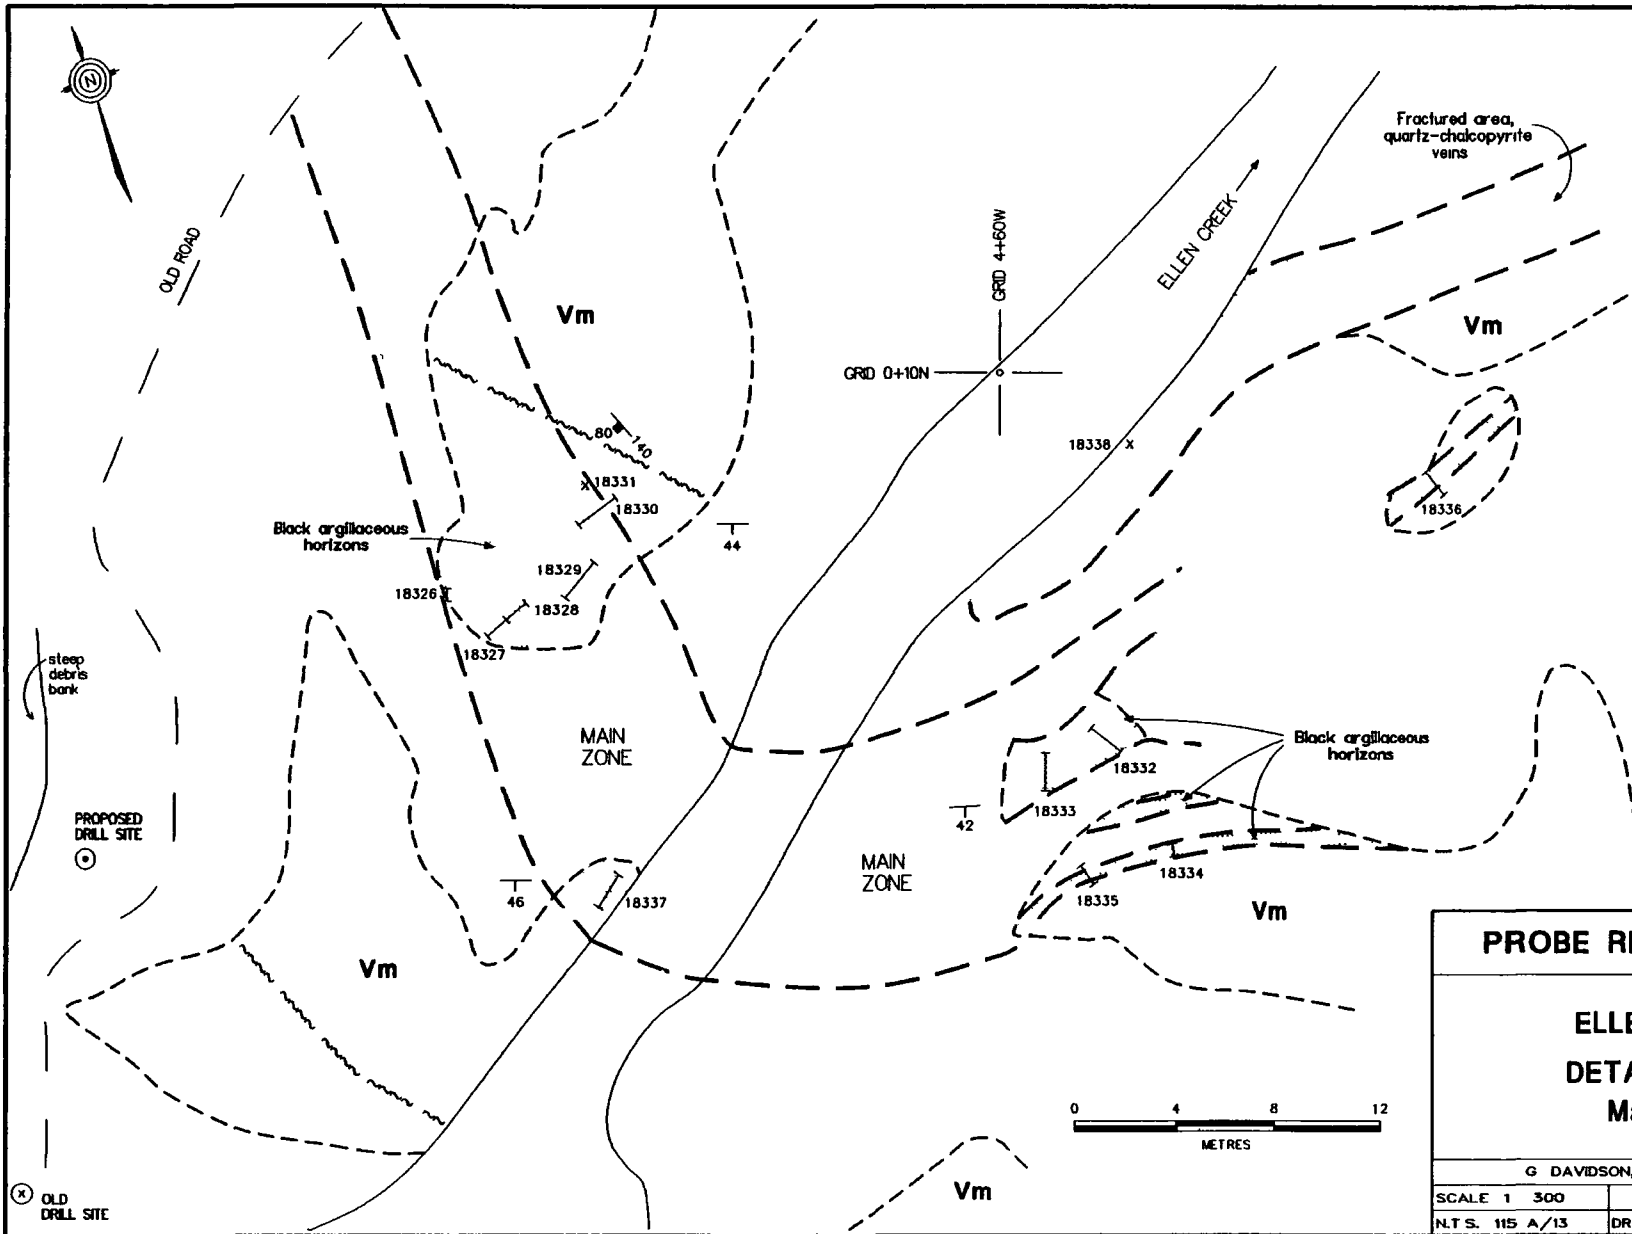 N
Fractured area,
quartz-chalcopyrite
veins
OLD ROAD
GRID 4+60W
ELLEN CREEK
Vm
Vm
GRID 0+10N
80
140
18338
18331
18330
18336
Black argillaceous
horizons
44
18329
18326
18328
18327
steep
debris
bank
MAIN
ZONE
Black argillaceous
horizons
18332
18333
42
PROPOSED
DRILL SITE
MAIN
ZONE
18334
18335
46
18337
Vm
Vm
PROBE R
ELLE
DETA
Ma
0 4 8 12
METRES
G DAVIDSON,
SCALE 1 300
N.T S. 115 A/13
DR
Vm
X
OLD
DRILL SITE